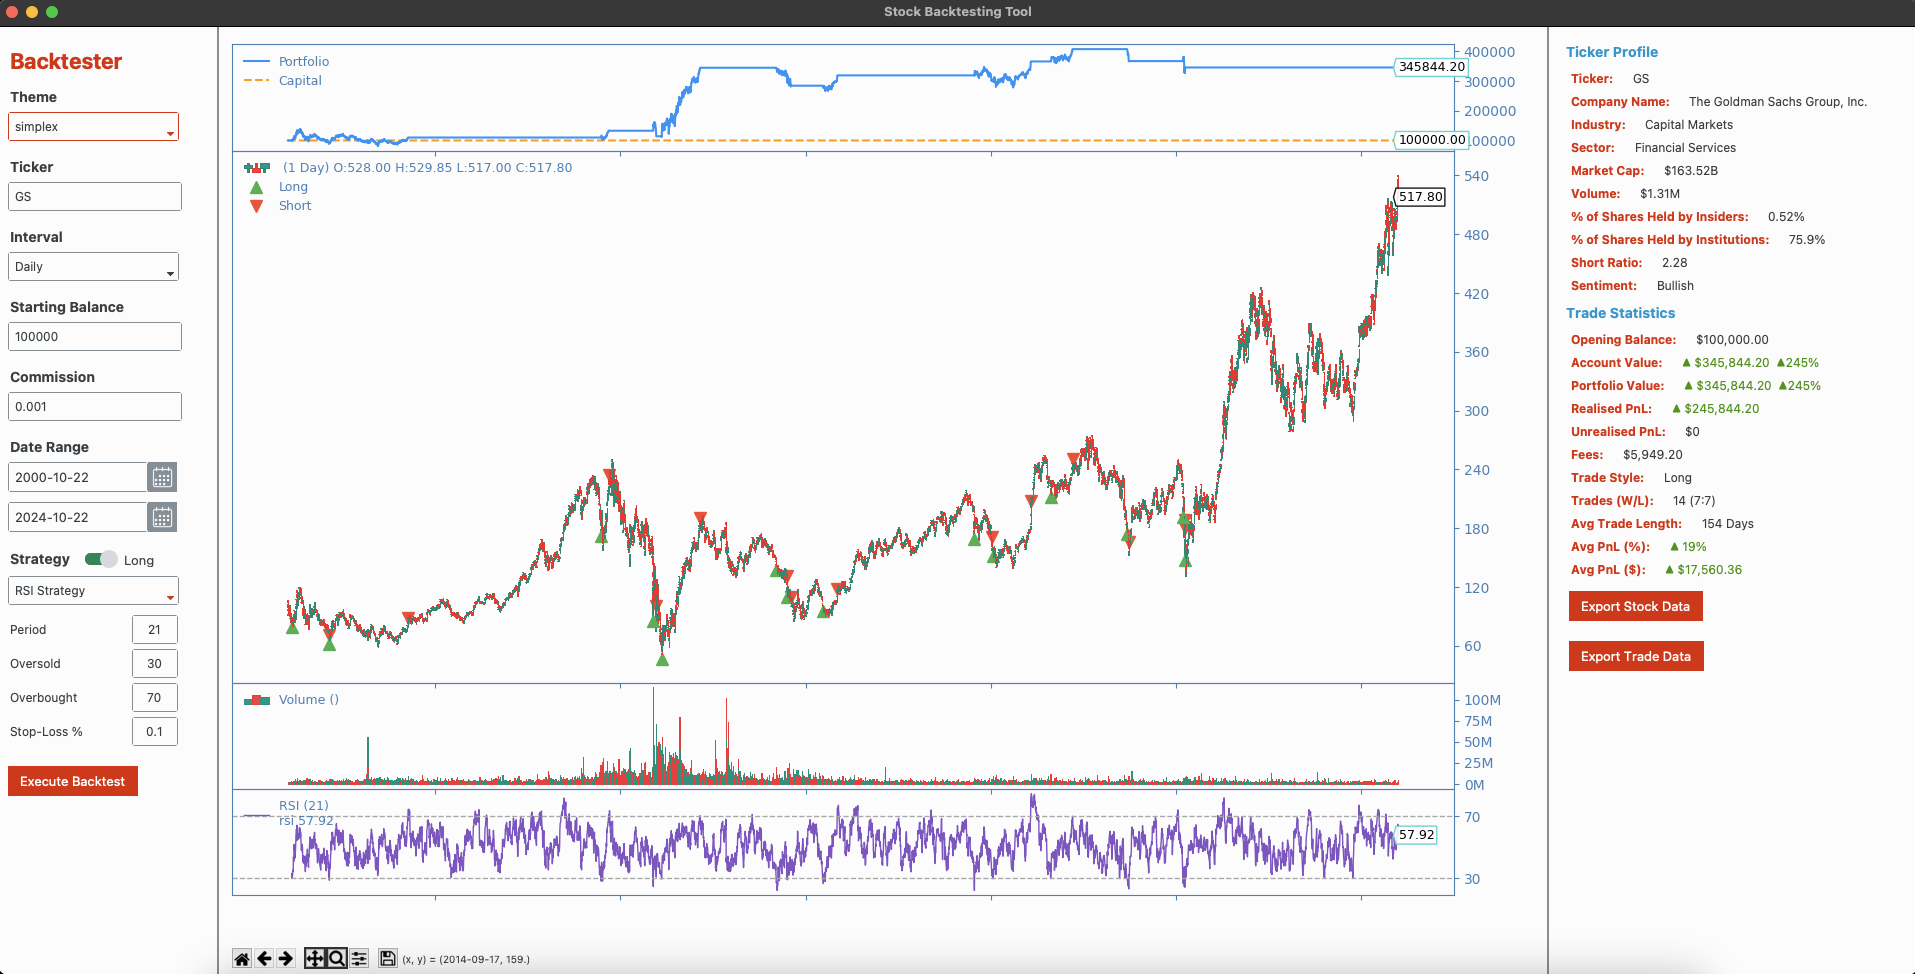 Stock Backtesting Tool
Backtester
Theme
simplex
Ticker
GS
Interval
Daily
Starting Balance
100000
Commission
0.001
Date Range
2000-10-22
2024-10-22
Strategy Long
RSI Strategy
Period 21
Oversold 30
Overbought 70
Stop-Loss % 0.1
Execute Backtest
Portfolio
Capital
400000
345844.20
300000
200000
100000.00
(1 Day) O:528.00 H:529.85 L:517.00 C:517.80
Long
Short
540
517.80
480
420
360
300
240
180
120
60
Volume ()
100M
75M
50M
25M
0M
RSI (21)
rsi 57.92
70
57.92
30
(x, y) = (2014-09-17, 159.)
Ticker Profile
Ticker: GS
Company Name: The Goldman Sachs Group, Inc.
Industry: Capital Markets
Sector: Financial Services
Market Cap: $163.52B
Volume: $1.31M
% of Shares Held by Insiders: 0.52%
% of Shares Held by Institutions: 75.9%
Short Ratio: 2.28
Sentiment: Bullish
Trade Statistics
Opening Balance: $100,000.00
Account Value: ▲ $345,844.20 ▲245%
Portfolio Value: ▲ $345,844.20 ▲245%
Realised PnL: ▲ $245,844.20
Unrealised PnL: $0
Fees: $5,949.20
Trade Style: Long
Trades (W/L): 14 (7:7)
Avg Trade Length: 154 Days
Avg PnL (%): ▲ 19%
Avg PnL ($): ▲ $17,560.36
Export Stock Data
Export Trade Data